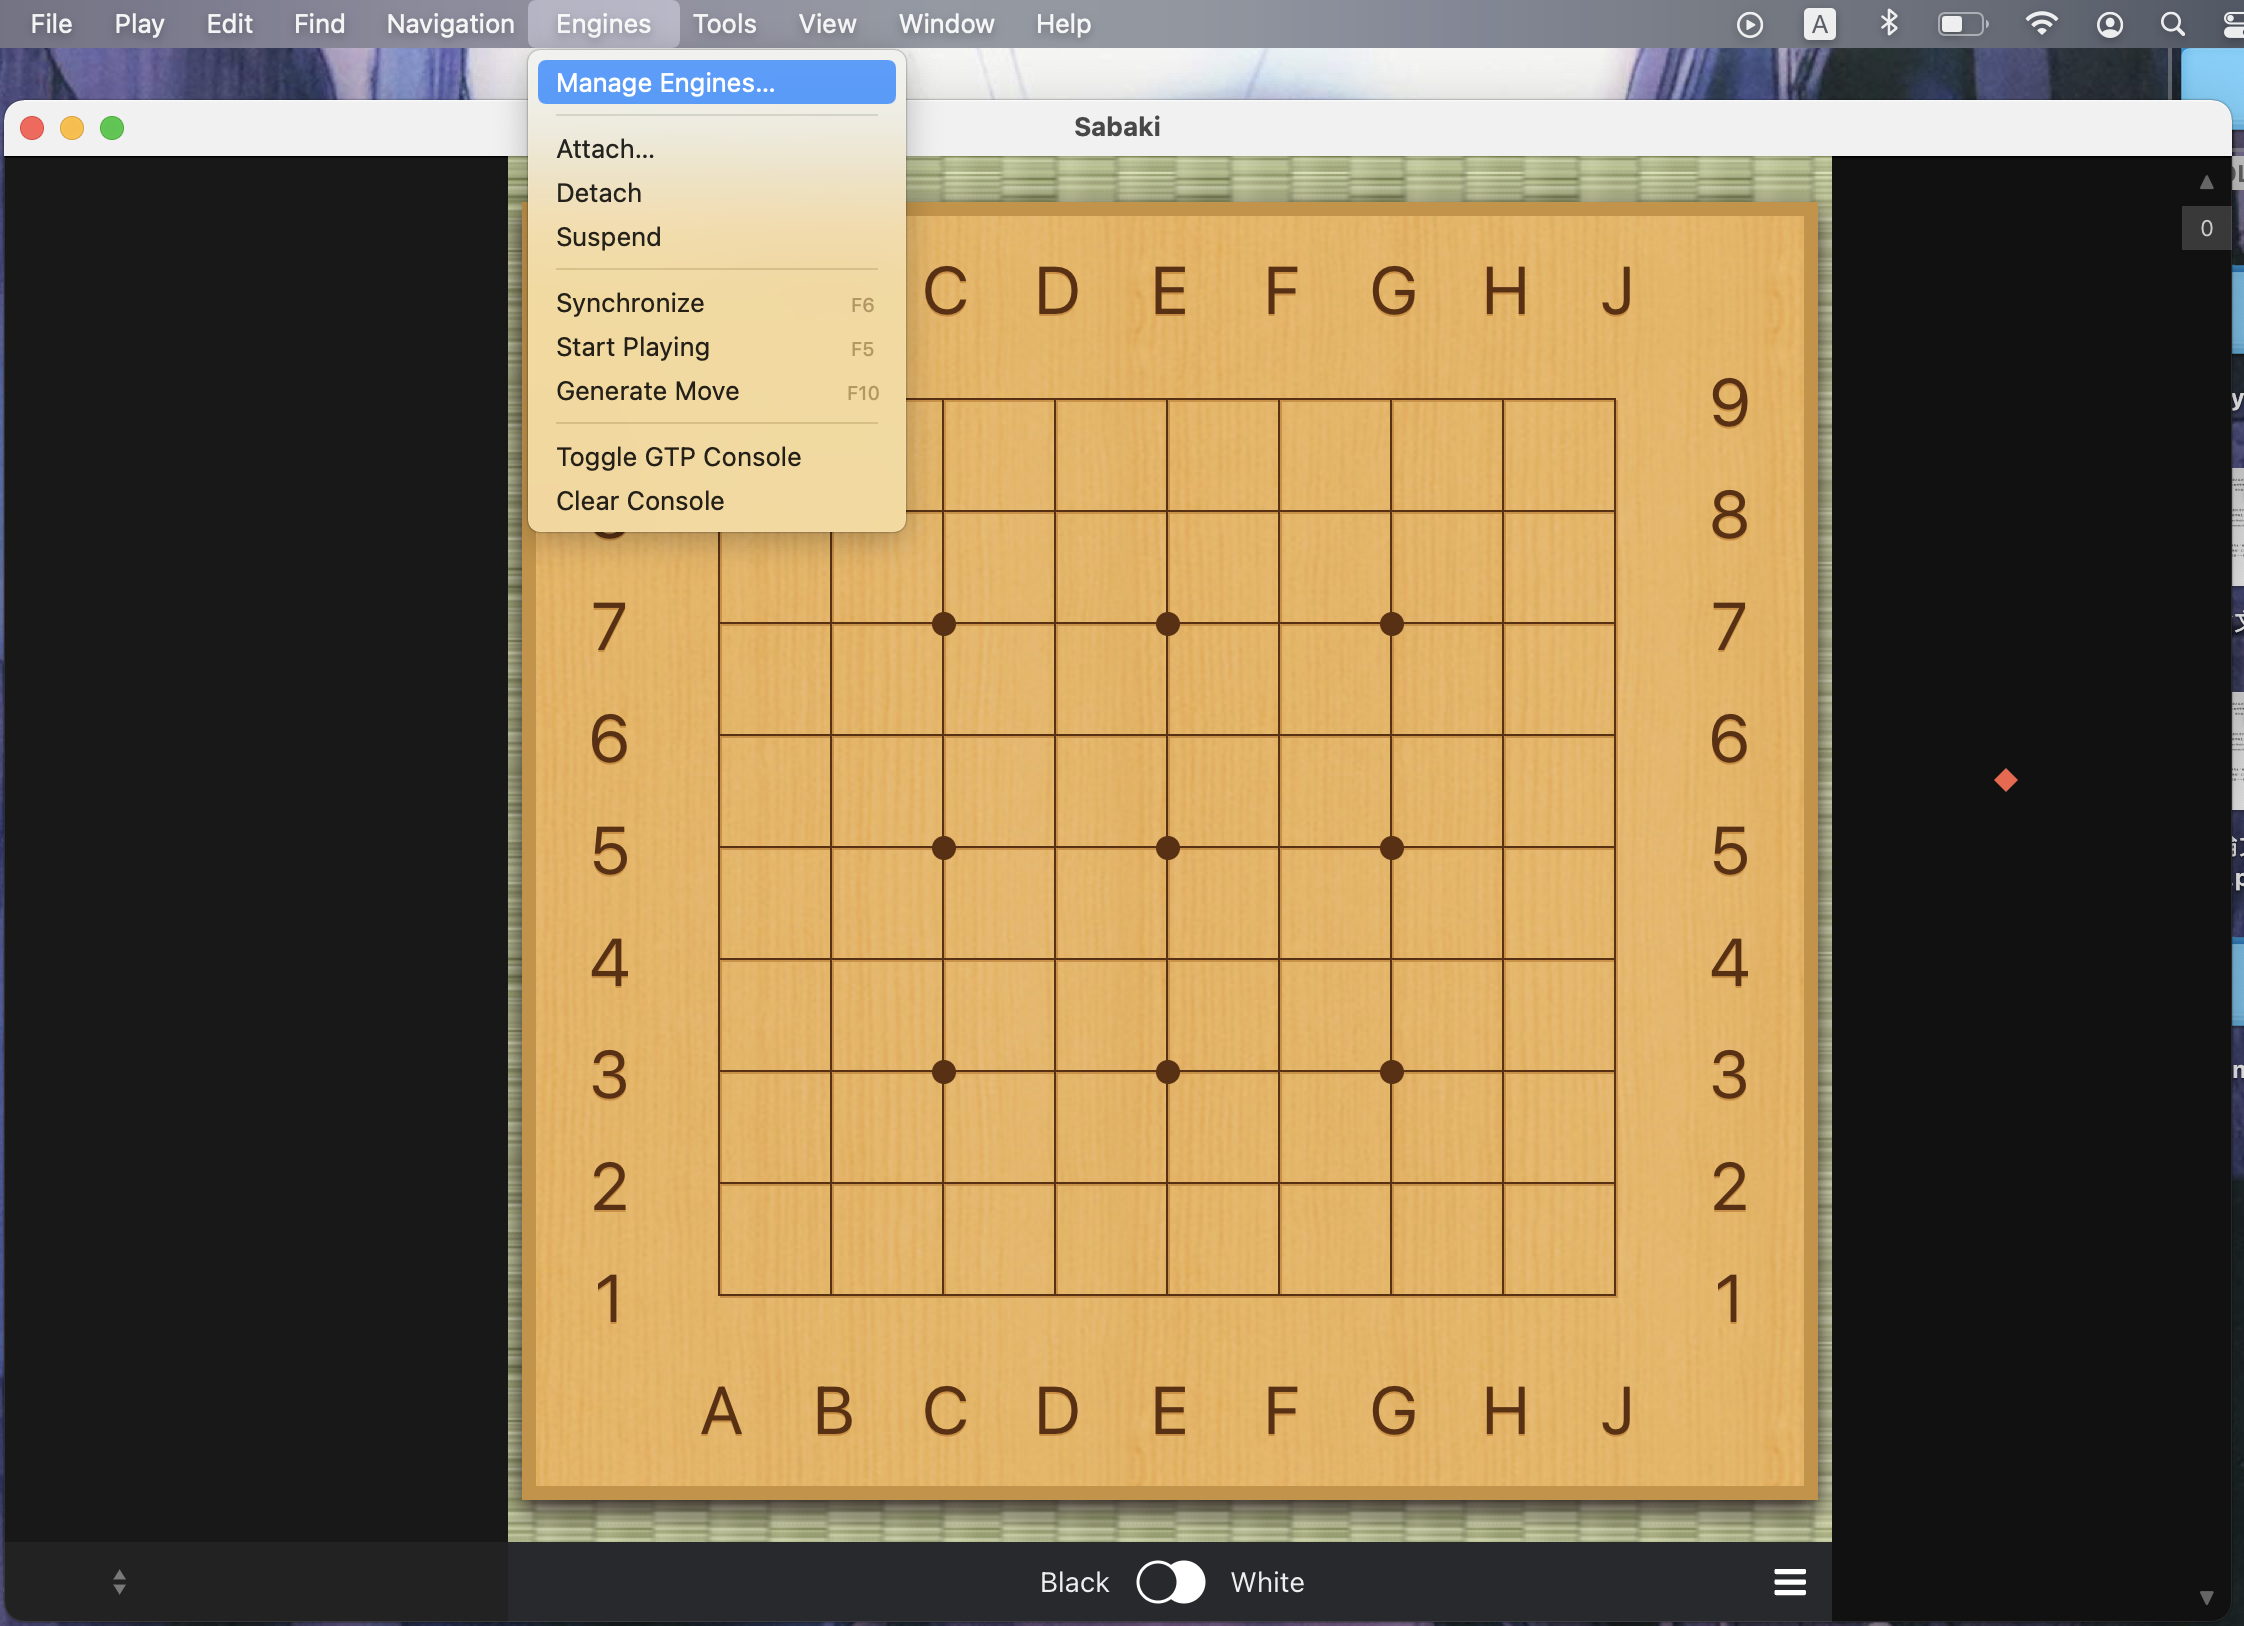 File Play Edit Find Navigation Engines Tools View Window Help A
Manage Engines...
Sabaki
Attach...
Detach
Suspend
0
Synchronize F6
Start Playing F5
Generate Move F10
Toggle GTP Console
Clear Console
C D E F G H J
9
8
7 7
6 6
5 5
4 4
3 3
2 2
1 1
A B C D E F G H J
Black White